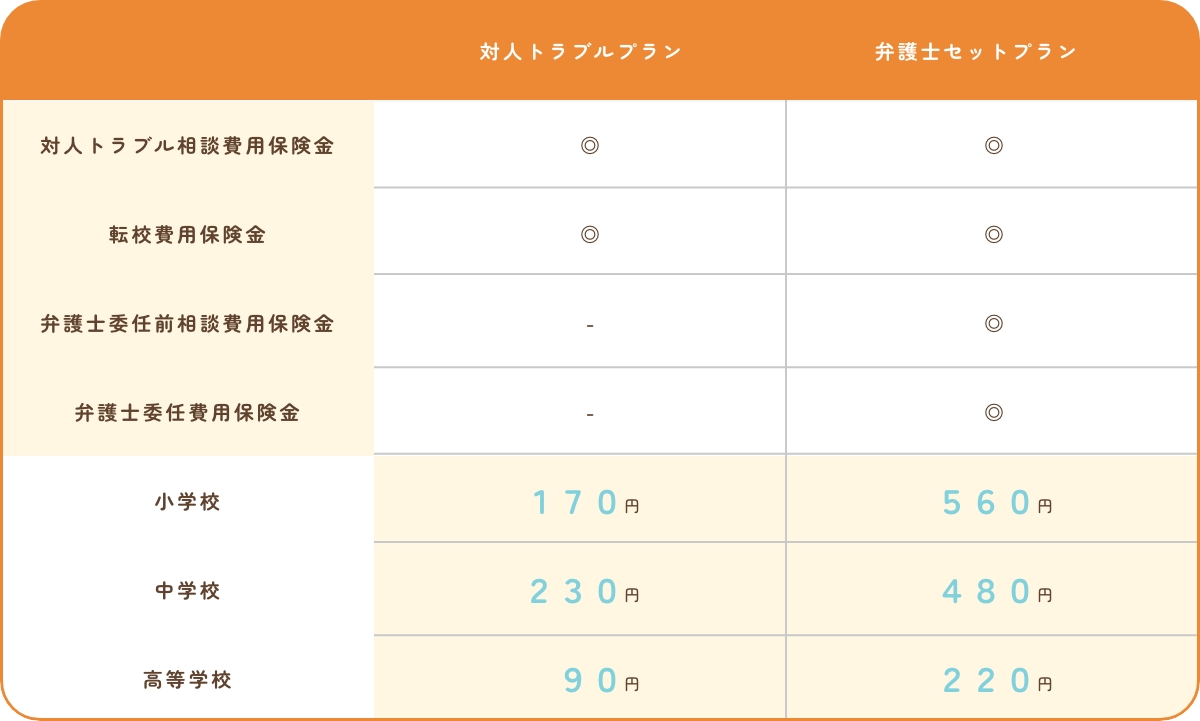 対人トラブルプラン 弁護士セットプラン
対人トラブル相談費用保険金 ◎ ◎
転校費用保険金 ◎ ◎
弁護士委任前相談費用保険金 - ◎
弁護士委任費用保険金 - ◎
小学校 170円 560円
中学校 230円 480円
高等学校 90円 220円